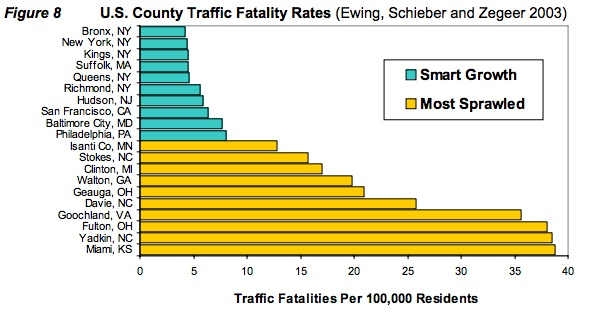 Figure 8 U.S. County Traffic Fatality Rates (Ewing, Schieber and Zegeer 2003)
Bronx, NY
New York, NY
Kings, NY
Suffolk, MA
Queens, NY
Richmond, NY
Hudson, NJ
San Francisco, CA
Baltimore City, MD
Philadelphia, PA
Isanti Co, MN
Stokes, NC
Clinton, MI
Walton, GA
Geauga, OH
Davie, NC
Goochland, VA
Fulton, OH
Yadkin, NC
Miami, KS
Smart Growth
Most Sprawled
0 5 10 15 20 25 30 35 40
Traffic Fatalities Per 100,000 Residents